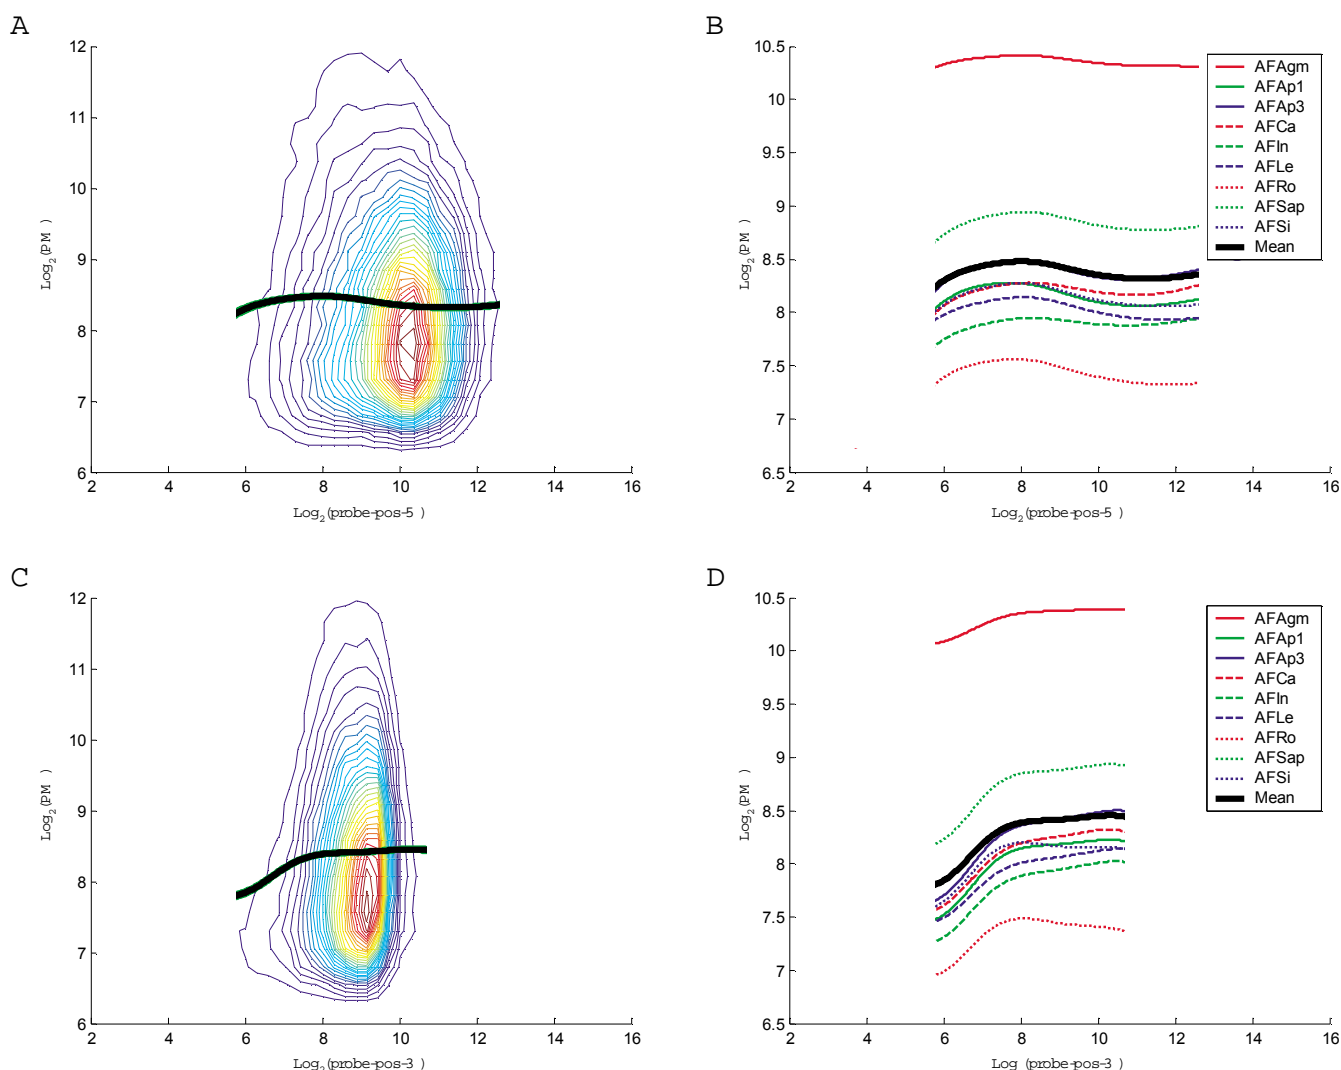 A
B
12
11
10
9
8
7
6
Log2(PM )
2 4 6 8 10 12 14 16
Log2(probe-pos-5 )
10.5
10
9.5
9
8.5
8
7.5
7
6.5
Log2(PM )
2 4 6 8 10 12 14 16
Log2(probe-pos-5 )
AFAgm
AFAp1
AFAp3
AFCa
AFIn
AFLe
AFRo
AFSap
AFSi
Mean
C
D
12
11
10
9
8
7
6
Log2(PM )
2 4 6 8 10 12 14 16
Log2(probe-pos-3 )
10.5
10
9.5
9
8.5
8
7.5
7
6.5
Log2(PM )
2 4 6 8 10 12 14 16
Log (probe-pos-3 )
AFAgm
AFAp1
AFAp3
AFCa
AFIn
AFLe
AFRo
AFSap
AFSi
Mean